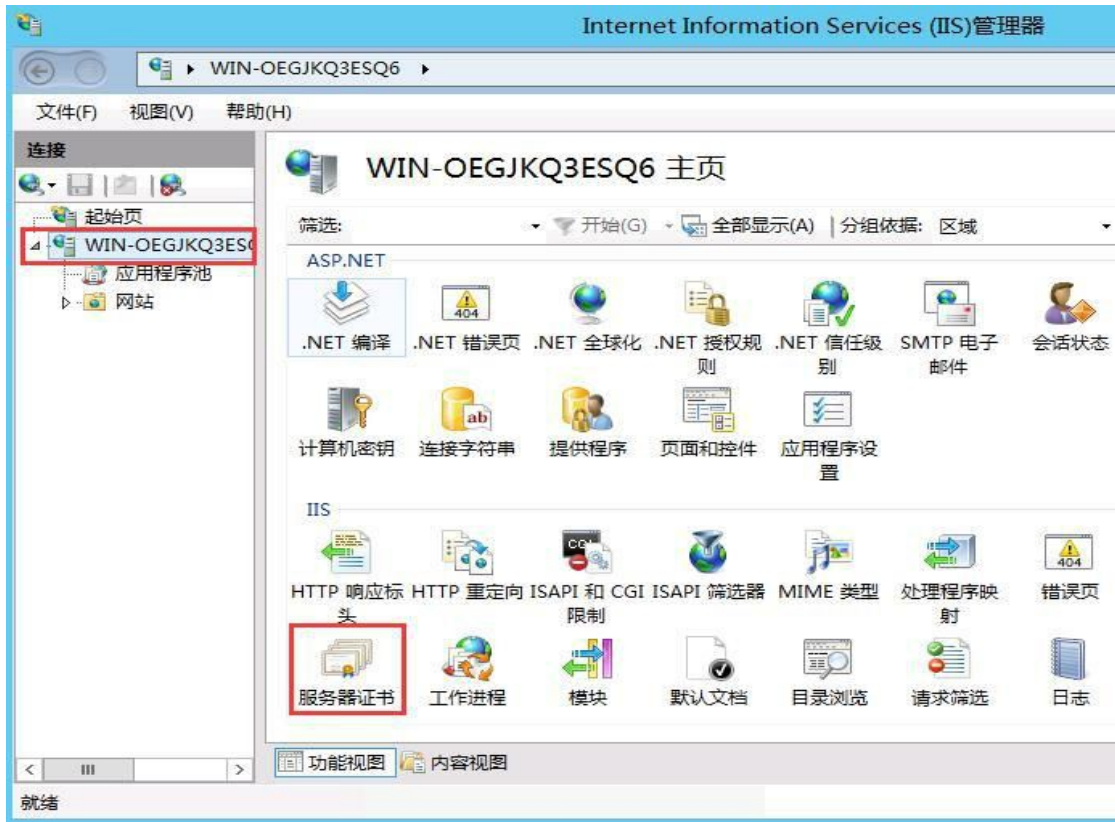 Internet Information Services (IIS)管理器
WIN-OEGJKQ3ESQ6
文件(F) 视图(V) 帮助(H)
连接
起始页
WIN-OEGJKQ3ES
应用程序池
网站
WIN-OEGJKQ3ESQ6 主页
筛选: 开始(G) 全部显示(A) 分组依据: 区域
ASP.NET
404
.NET 编译 .NET 错误页 .NET 全球化 .NET 授权规 .NET 信任级 SMTP 电子 会话状态
则 别 邮件
ab
计算机密钥 连接字符串 提供程序 页面和控件 应用程序设
置
IIS
CGI 404
HTTP 响应标 HTTP 重定向 ISAPI 和 CGI ISAPI 筛选器 MIME 类型 处理程序映 错误页
头 限制 射
服务器证书 工作进程 模块 默认文档 目录浏览 请求筛选 日志
功能视图 内容视图
就绪